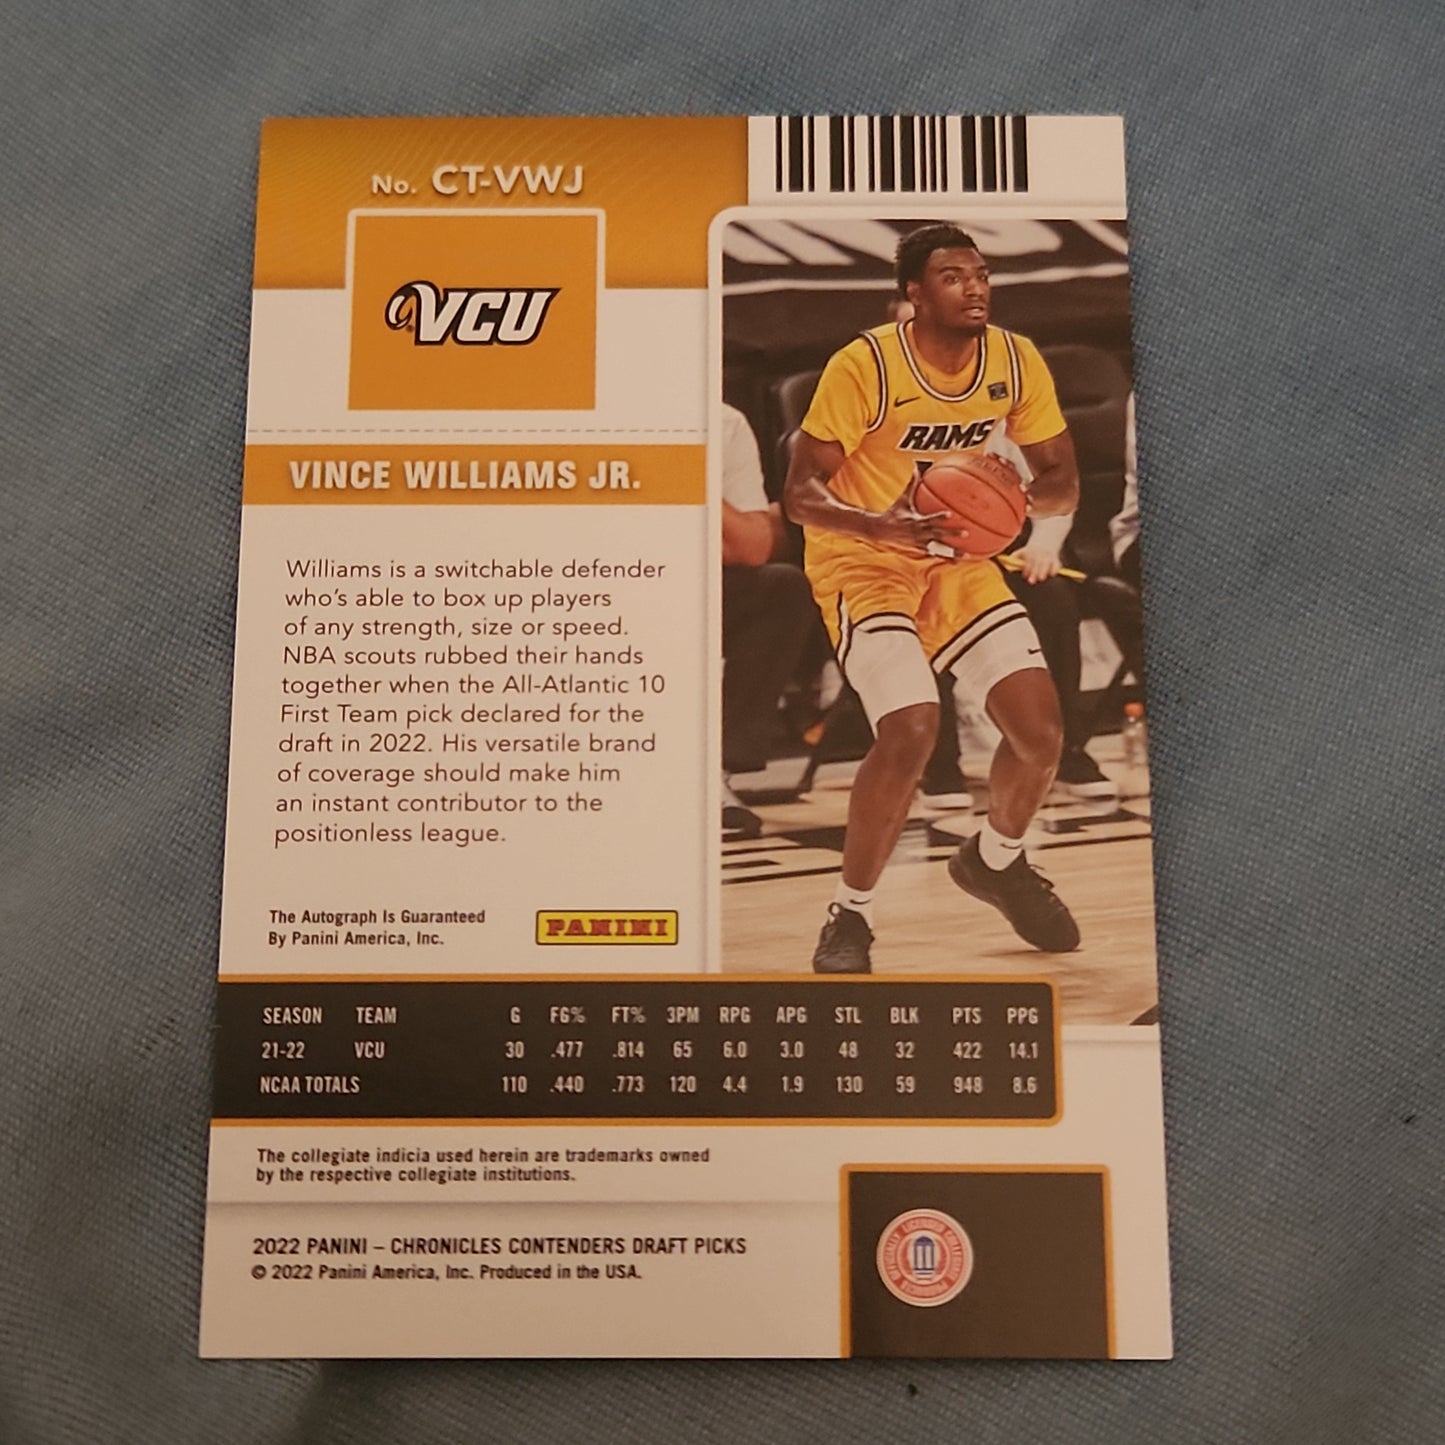 No. CT-VWJ
VCU
VINCE WILLIAMS JR.
Williams is a switchable defender
who's able to box up players
of any strength, size or speed.
NBA scouts rubbed their hands
together when the All-Atlantic 10
First Team pick declared for the
draft in 2022. His versatile brand
of coverage should make him
an instant contributor to the
positionless league.
The Autograph Is Guaranteed
By Panini America, Inc.
PANINI
RAMS
SEASON TEAM G FG% FT% 3PM RPG APG STL BLK PTS PPG
21-22 VCU 30 .477 .814 65 6.0 3.0 48 32 422 14.1
NCAA TOTALS 110 .440 .773 120 4.4 1.9 130 59 948 8.6
The collegiate indicia used herein are trademarks owned
by the respective collegiate institutions.
2022 PANINI – CHRONICLES CONTENDERS DRAFT PICKS
© 2022 Panini America, Inc. Produced in the USA.
OFFICIALLY LICENSED COLLEGIATE PRODUCTS